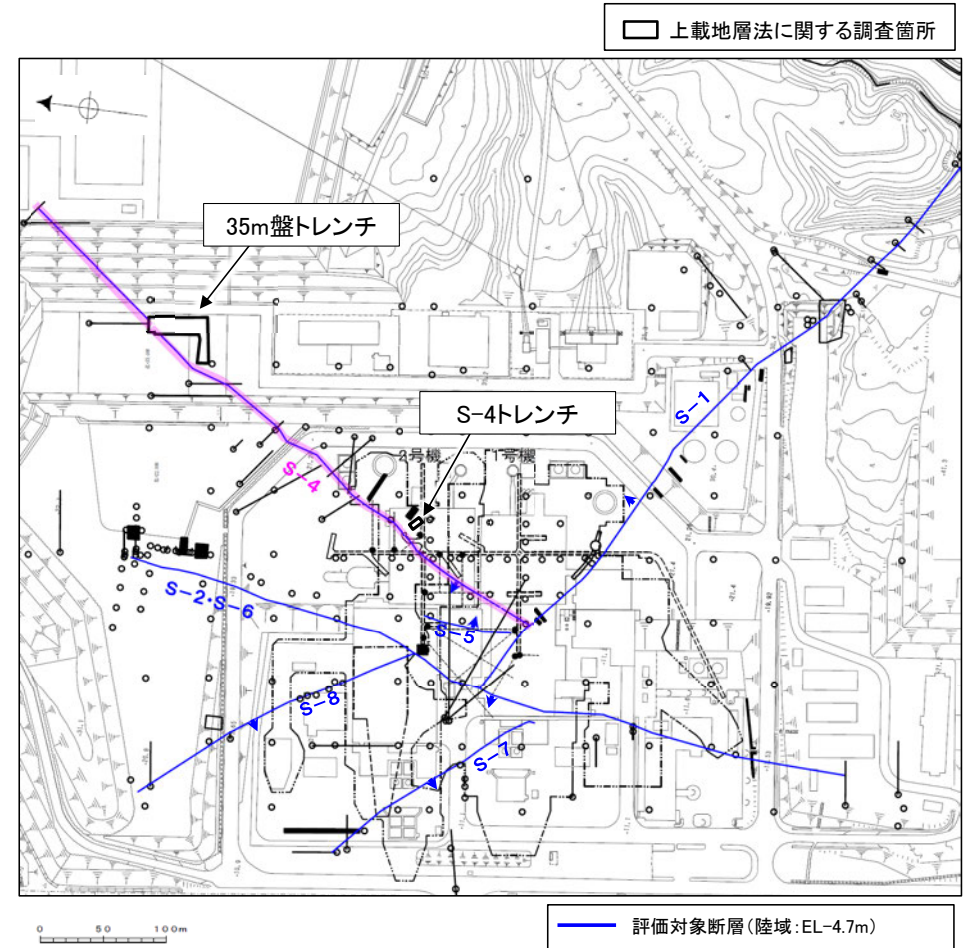 上載地層法に関する調査箇所
35m盤トレンチ
S-4トレンチ
S-1
2号機
1号機
S-4
S-2・S-6
S-5
S-8
S-7
0 50 100m
評価対象断層(陸域:EL-4.7m)